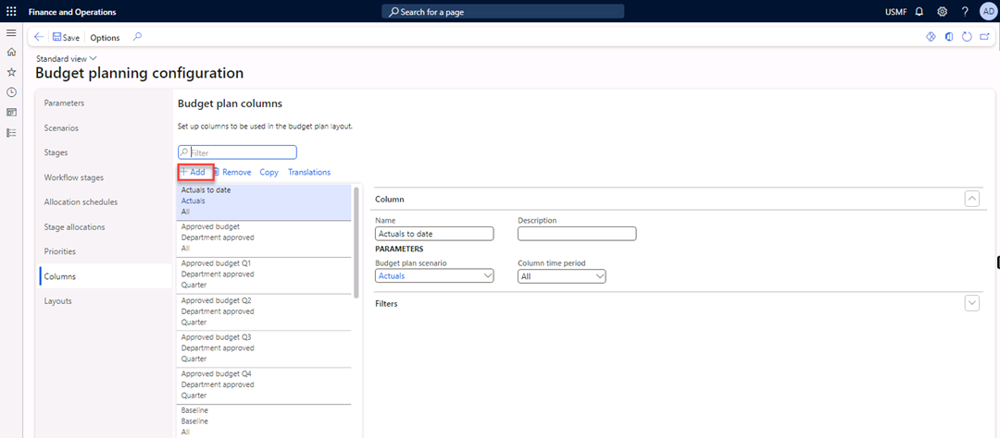 Finance and Operations
Search for a page
USMF
?
AD
Save
Options
Standard view
Budget planning configuration
Parameters
Scenarios
Stages
Workflow stages
Allocation schedules
Stage allocations
Priorities
Columns
Layouts
Budget plan columns
Set up columns to be used in the budget plan layout.
Filter
+ Add
Remove
Copy
Translations
Actuals to date
Actuals
All
Approved budget
Department approved
All
Approved budget Q1
Department approved
Quarter
Approved budget Q2
Department approved
Quarter
Approved budget Q3
Department approved
Quarter
Approved budget Q4
Department approved
Quarter
Baseline
Baseline
All
Column
Name
Description
Actuals to date
PARAMETERS
Budget plan scenario
Column time period
Actuals
All
Filters